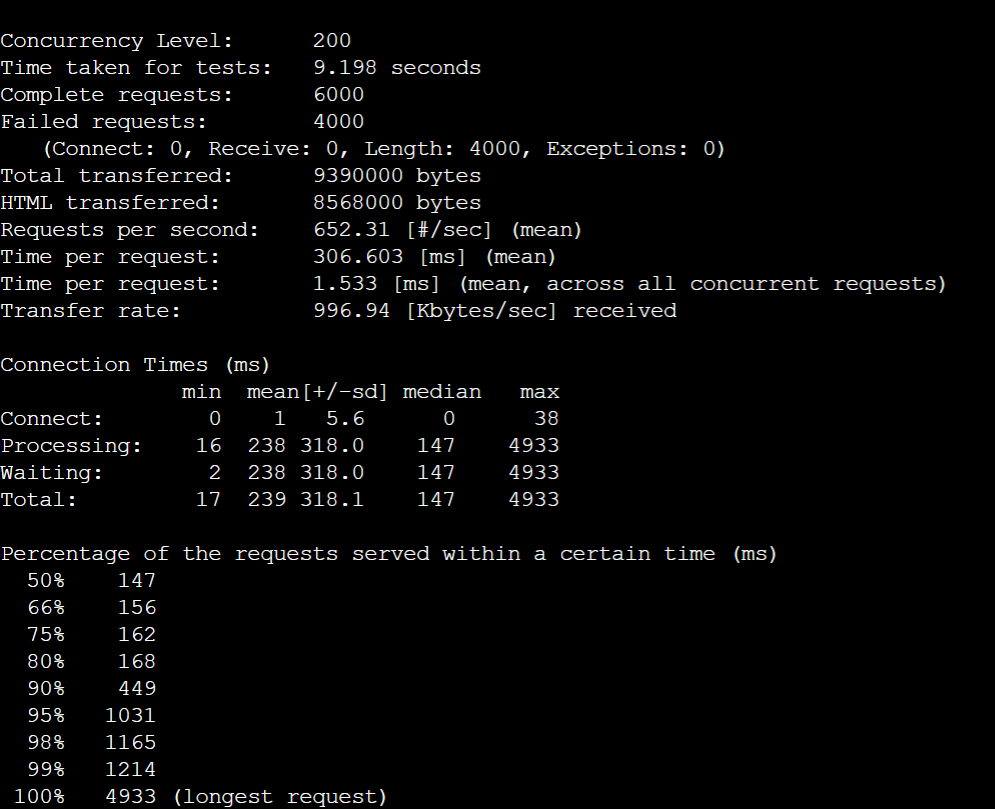 Concurrency Level:      200
Time taken for tests:   9.198 seconds
Complete requests:      6000
Failed requests:        4000
   (Connect: 0, Receive: 0, Length: 4000, Exceptions: 0)
Total transferred:      9390000 bytes
HTML transferred:       8568000 bytes
Requests per second:    652.31 [#/sec] (mean)
Time per request:       306.603 [ms] (mean)
Time per request:       1.533 [ms] (mean, across all concurrent requests)
Transfer rate:          996.94 [Kbytes/sec] received

Connection Times (ms)
              min  mean[+/-sd] median   max
Connect:        0    1   5.6      0      38
Processing:    16  238 318.0    147    4933
Waiting:        2  238 318.0    147    4933
Total:         17  239 318.1    147    4933

Percentage of the requests served within a certain time (ms)
  50%    147
  66%    156
  75%    162
  80%    168
  90%    449
  95%   1031
  98%   1165
  99%   1214
 100%   4933 (longest request)